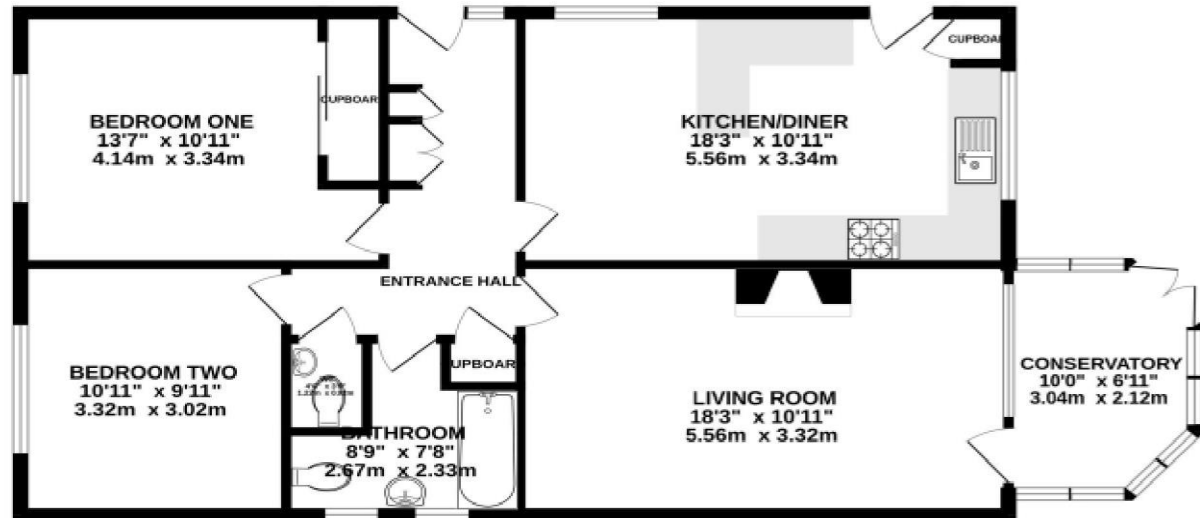 BEDROOM ONE
13'7" x 10'11"
4.14m x 3.34m
CUPBOAR
KITCHEN/DINER
18'3" x 10'11"
5.56m x 3.34m
CUPBOAR
ENTRANCE HALL
BEDROOM TWO
10'11" x 9'11"
3.32m x 3.02m
UPBOAR
BATHROOM
8'9" x 7'8"
2.67m x 2.33m
LIVING ROOM
18'3" x 10'11"
5.56m x 3.32m
CONSERVATORY
10'0" x 6'11"
3.04m x 2.12m